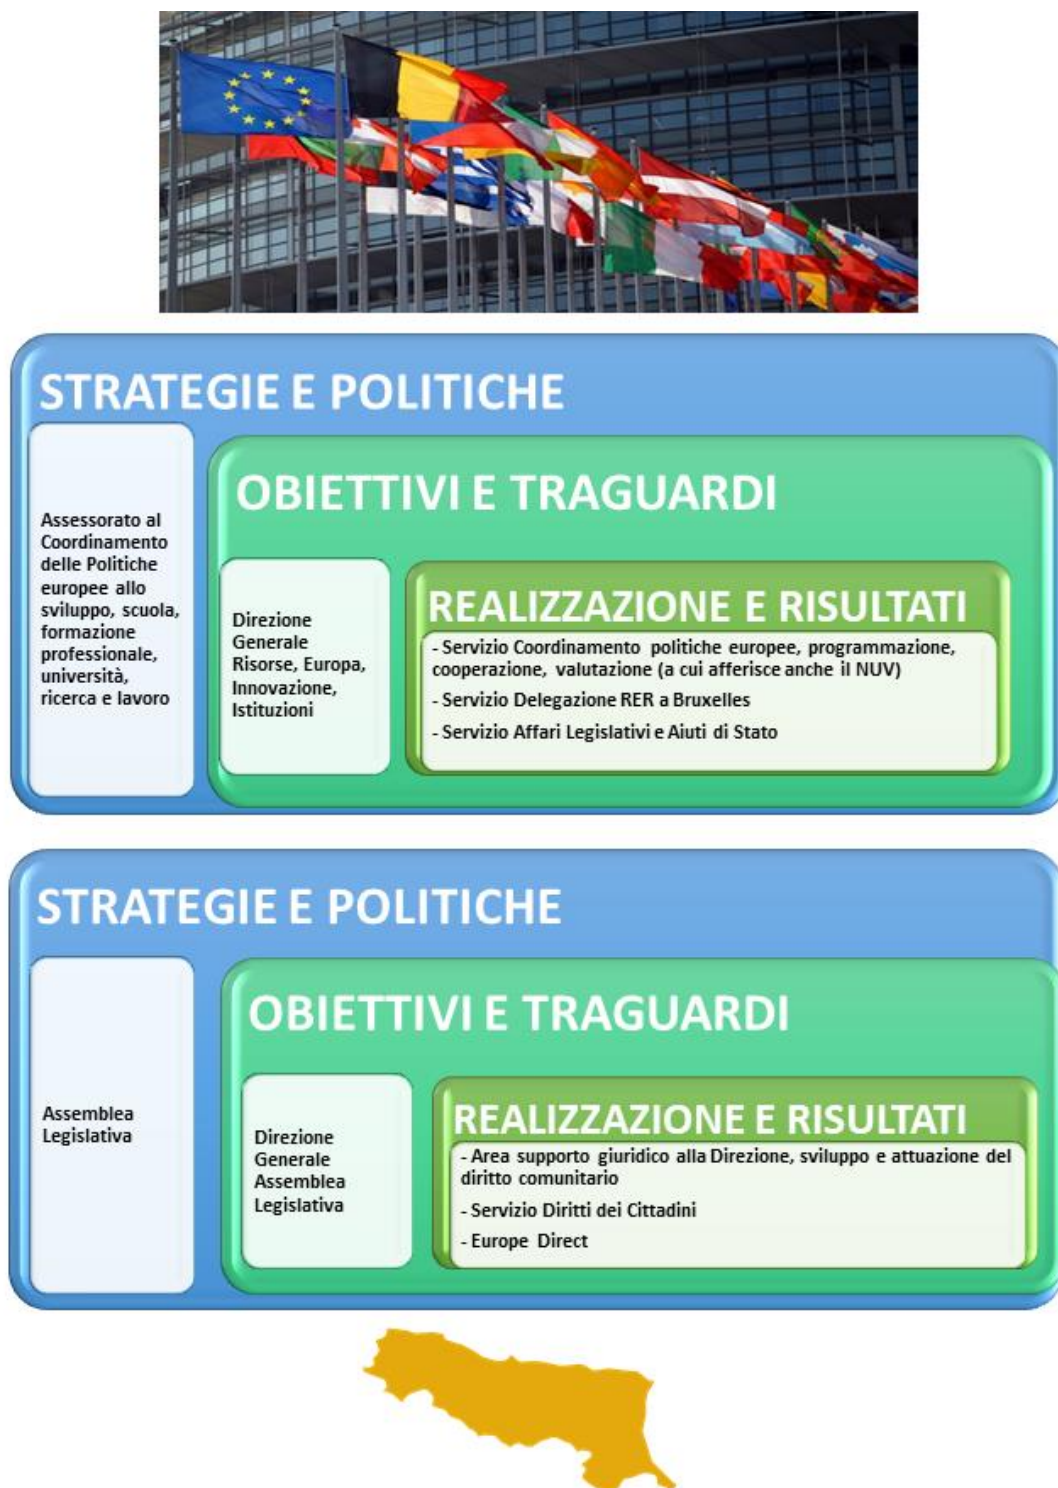 STRATEGIE E POLITICHE
Assessorato al
Coordinamento
delle Politiche
europee allo
sviluppo, scuola,
formazione
professionale,
università,
ricerca e lavoro
OBIETTIVI E TRAGUARDI
Direzione
Generale
Risorse, Europa,
Innovazione,
Istituzioni
REALIZZAZIONE E RISULTATI
- Servizio Coordinamento politiche europee, programmazione,
cooperazione, valutazione (a cui afferisce anche il NUV)
- Servizio Delegazione RER a Bruxelles
- Servizio Affari Legislativi e Aiuti di Stato
STRATEGIE E POLITICHE
Assemblea
Legislativa
OBIETTIVI E TRAGUARDI
Direzione
Generale
Assemblea
Legislativa
REALIZZAZIONE E RISULTATI
- Area supporto giuridico alla Direzione, sviluppo e attuazione del
diritto comunitario
- Servizio Diritti dei Cittadini
- Europe Direct